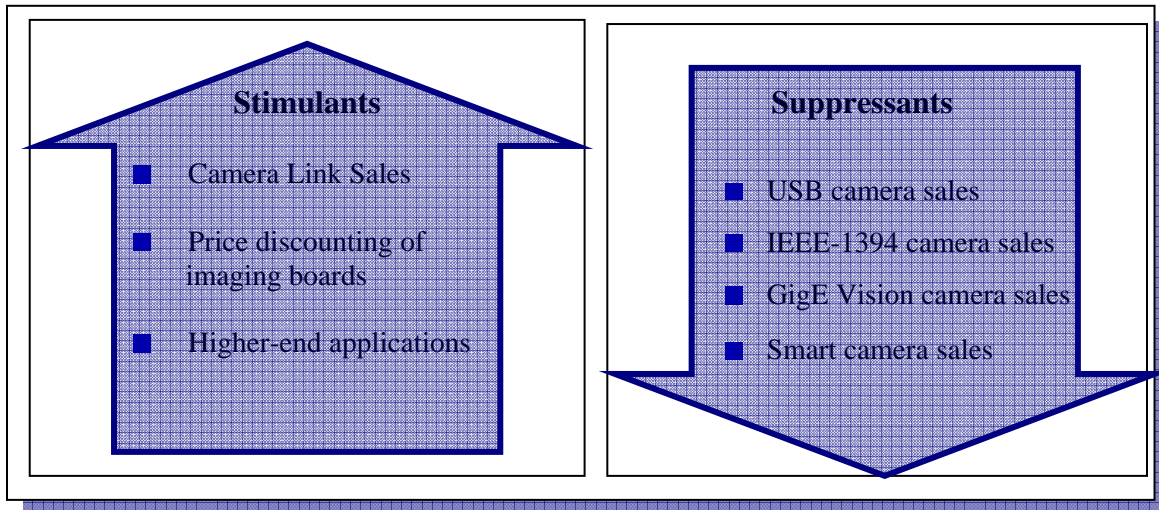 Stimulants
Camera Link Sales
Price discounting of
imaging boards
Higher-end applications
Suppressants
USB camera sales
IEEE-1394 camera sales
GigE Vision camera sales
Smart camera sales